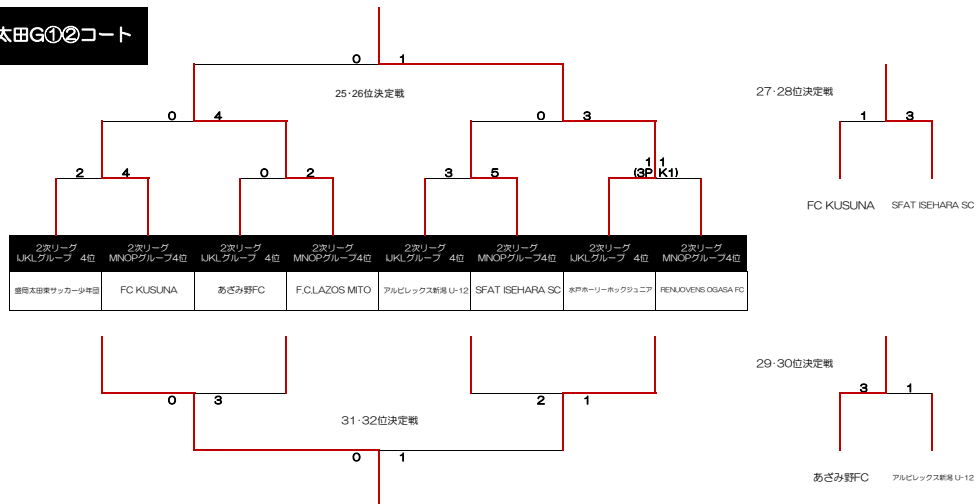 太田G①②コート
0 1
25・26位決定戦
27・28位決定戦
0 4 0 3
1 3
2 4 0 2 3 5 1 1
(3P K1)
FC KUSUNA SFAT ISEHARA SC
2次リーグ 2次リーグ 2次リーグ 2次リーグ 2次リーグ 2次リーグ 2次リーグ 2次リーグ
IJKLグループ 4位 MNOPグループ4位 IJKLグループ 4位 MNOPグループ4位 IJKLグループ 4位 MNOPグループ4位 IJKLグループ 4位 MNOPグループ4位
盛岡太田東サッカー少年団 FC KUSUNA あざみ野FC F.C.LAZOS MITO アルビレックス新潟 U-12 SFAT ISEHARA SC 水戸ホーリーホックジュニア RENUOVENS OGASA FC
29・30位決定戦
3 1
0 3 2 1
31・32位決定戦
0 1
あざみ野FC アルビレックス新潟 U-12